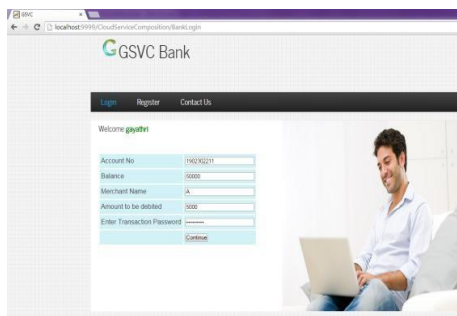 GSVC
localhost:9999/CloudServiceComposition/BankLogin
GSVC Bank
Login Register Contact Us
Welcome gayathri
Account No
Balance 50000
Merchant Name A
Amount to be debited 5000
Enter Transaction Password
Continue